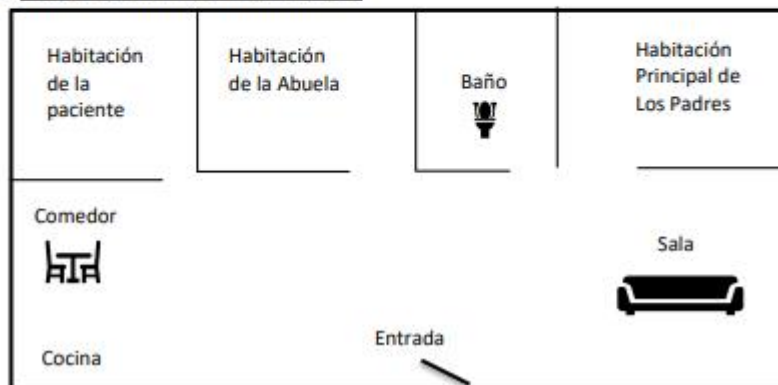 Habitación
de la
paciente
Habitación
de la Abuela
Baño
Habitación
Principal de
Los Padres
Comedor
Sala
Entrada
Cocina